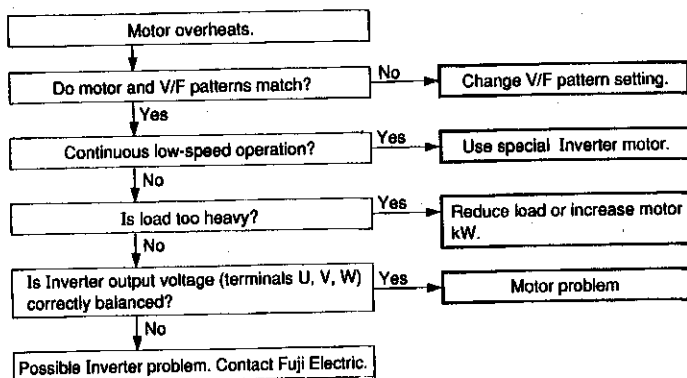 Motor overheats.
Do motor and V/F patterns match?
No
Change V/F pattern setting.
Yes
Continuous low-speed operation?
Yes
Use special Inverter motor.
No
Is load too heavy?
Yes
Reduce load or increase motor
kW.
No
Is Inverter output voltage (terminals U, V, W)
correctly balanced?
Yes
Motor problem
No
Possible Inverter problem. Contact Fuji Electric.